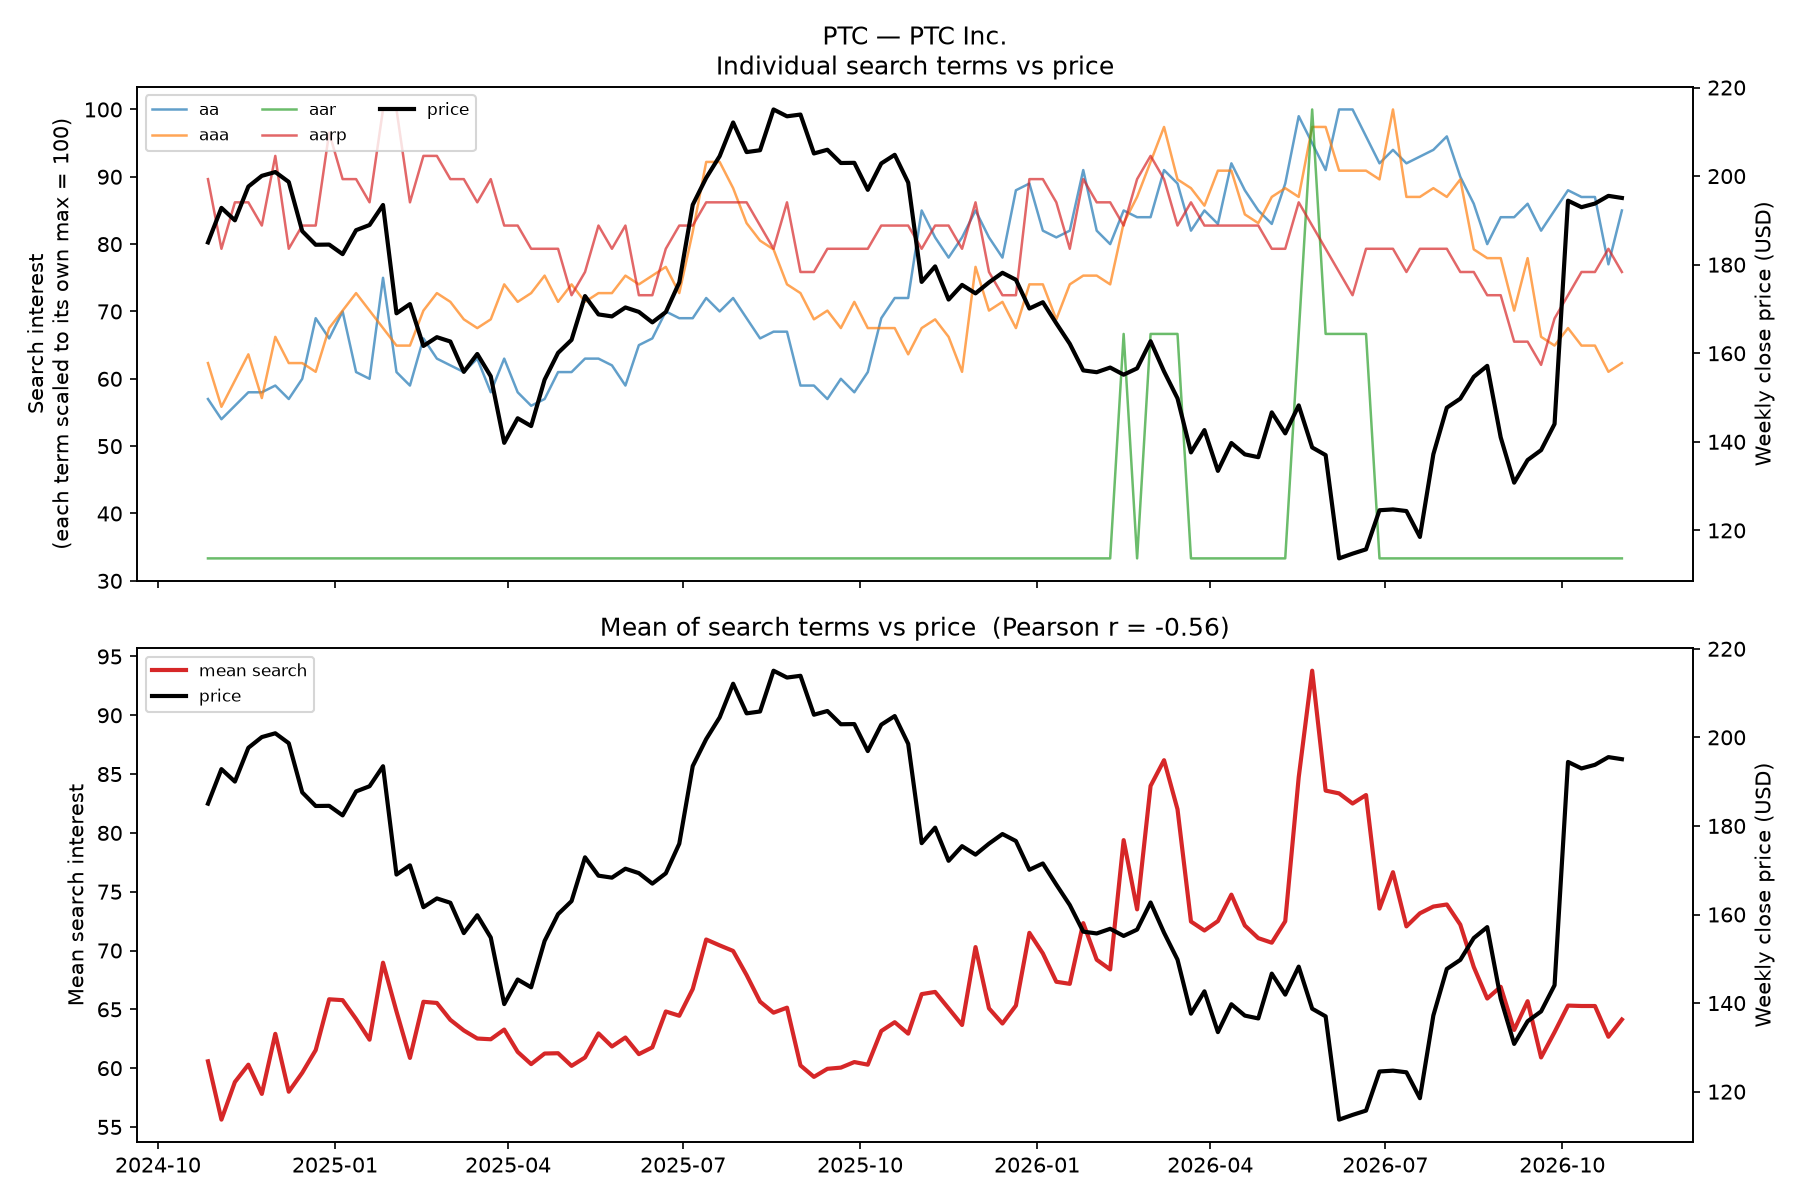 PTC — PTC Inc.
Individual search terms vs price
aa
aar
price
aaa
aarp
Search interest
(each term scaled to its own max = 100)
100
90
80
70
60
50
40
30
220
200
180
160
140
120
Weekly close price (USD)
Mean of search terms vs price (Pearson r = -0.56)
mean search
price
Mean search interest
95
90
85
80
75
70
65
60
55
220
200
180
160
140
120
Weekly close price (USD)
2024-10
2025-01
2025-04
2025-07
2025-10
2026-01
2026-04
2026-07
2026-10